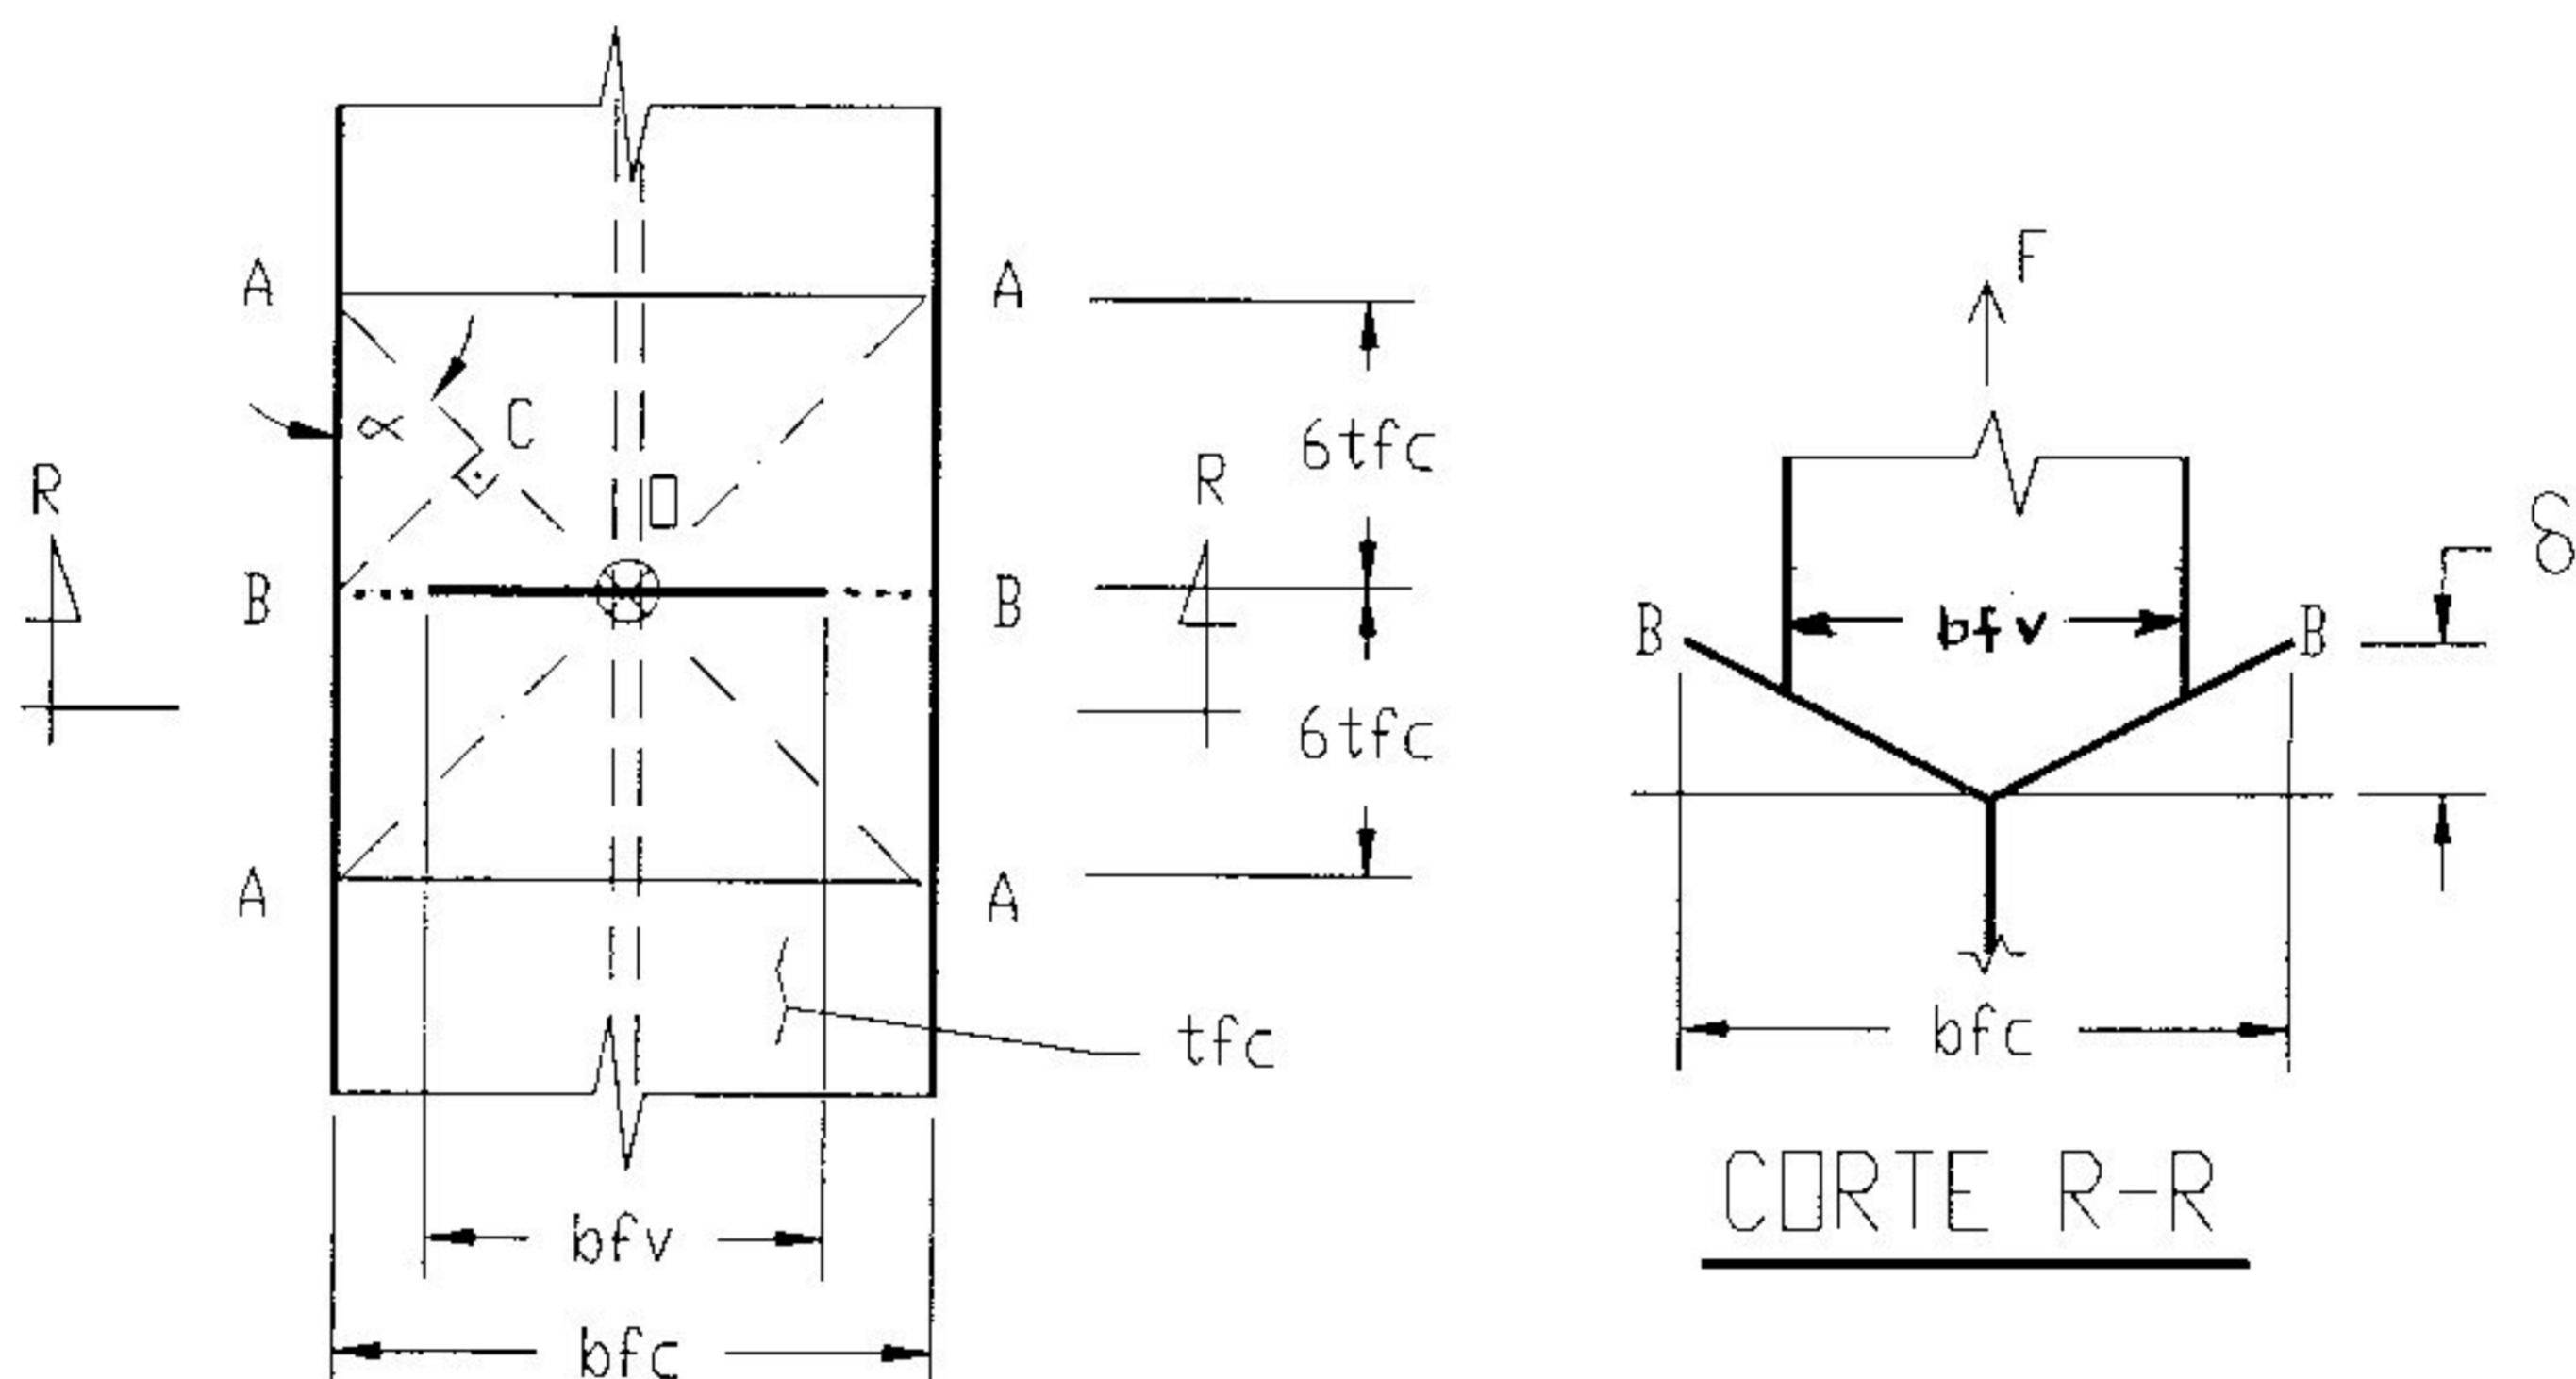 F
A A
C
α 6tfc
R O R δ
B B B bfv B
6tfc
A A
tfc bfc
CORTE R-R
bfv
bfc